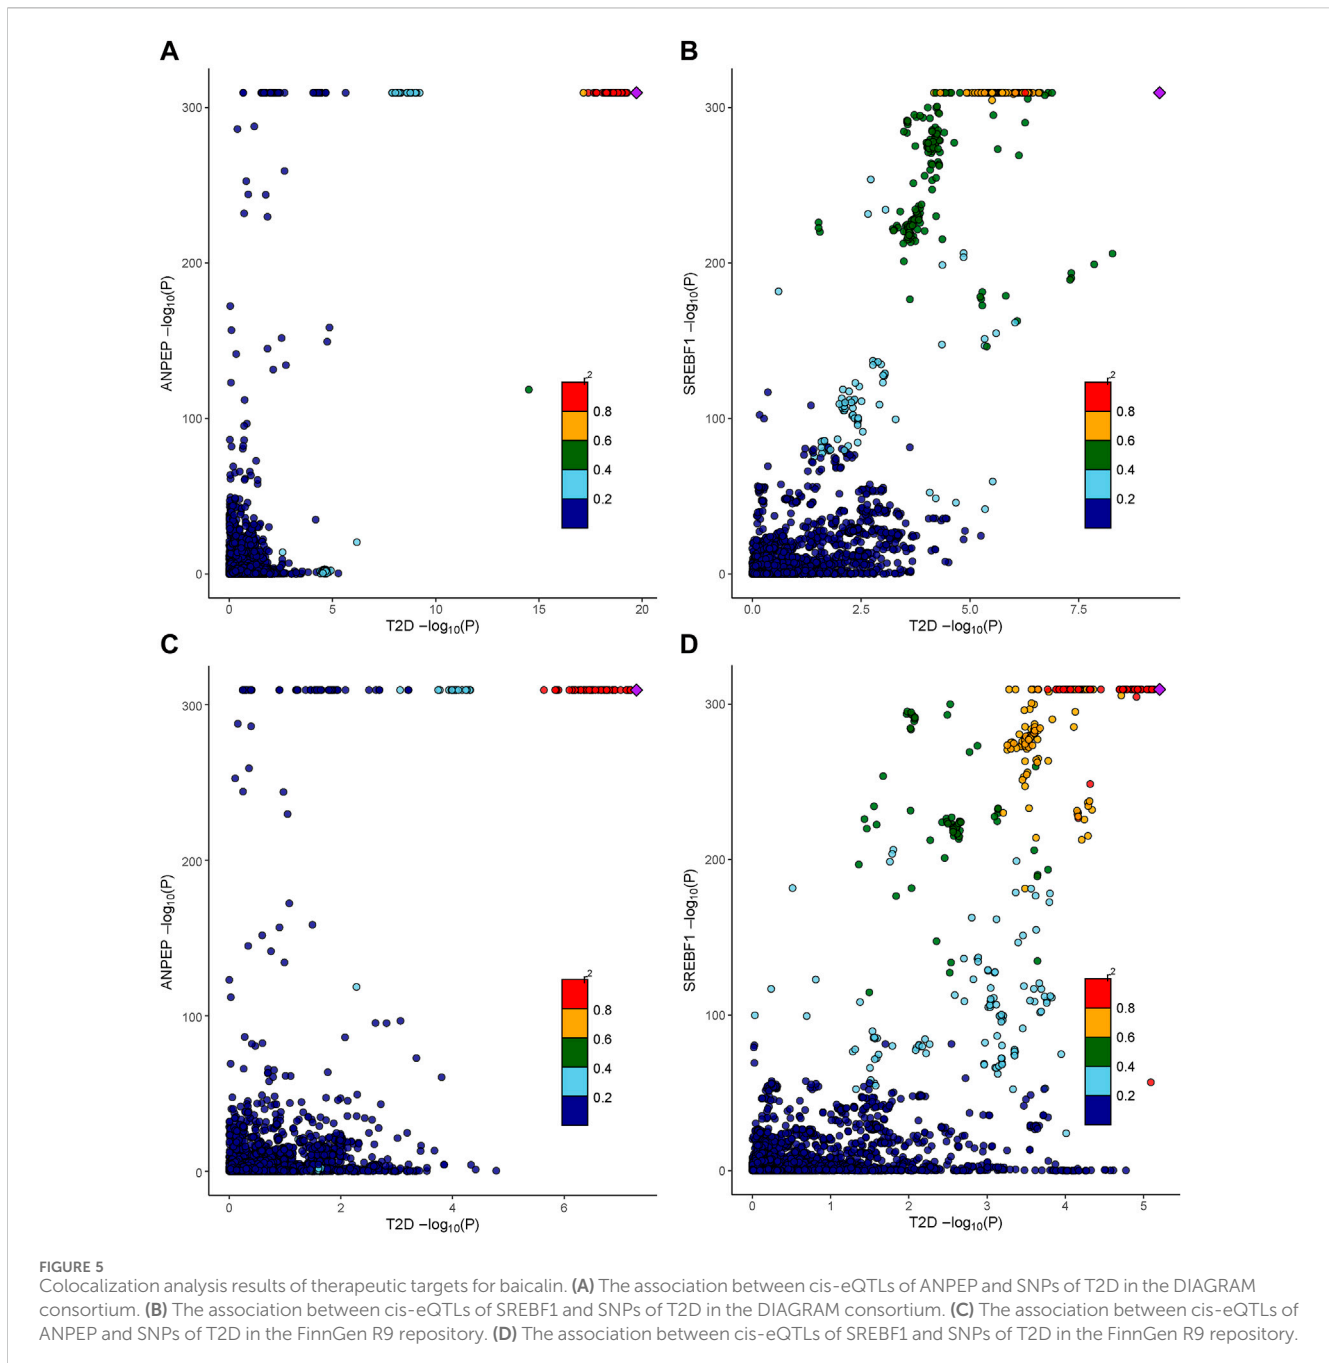 A
ANPEP −log10(P)
300
200
100
0
0 5 10 15 20
T2D −log10(P)
r2
0.8
0.6
0.4
0.2
B
SREBF1 −log10(P)
300
200
100
0
0.0 2.5 5.0 7.5
T2D −log10(P)
r2
0.8
0.6
0.4
0.2
C
ANPEP −log10(P)
300
200
100
0
0 2 4 6
T2D −log10(P)
r2
0.8
0.6
0.4
0.2
D
SREBF1 −log10(P)
300
200
100
0
0 1 2 3 4 5
T2D −log10(P)
r2
0.8
0.6
0.4
0.2
FIGURE 5
Colocalization analysis results of therapeutic targets for baicalin. (A) The association between cis-eQTLs of ANPEP and SNPs of T2D in the DIAGRAM
consortium. (B) The association between cis-eQTLs of SREBF1 and SNPs of T2D in the DIAGRAM consortium. (C) The association between cis-eQTLs of
ANPEP and SNPs of T2D in the FinnGen R9 repository. (D) The association between cis-eQTLs of SREBF1 and SNPs of T2D in the FinnGen R9 repository.